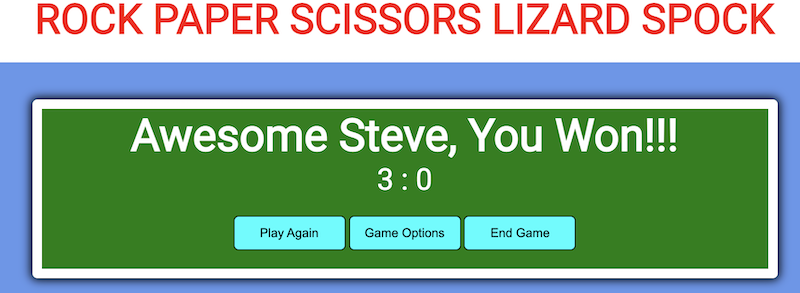 ROCK PAPER SCISSORS LIZARD SPOCK
Awesome Steve, You Won!!!
3 : 0
Play Again Game Options End Game